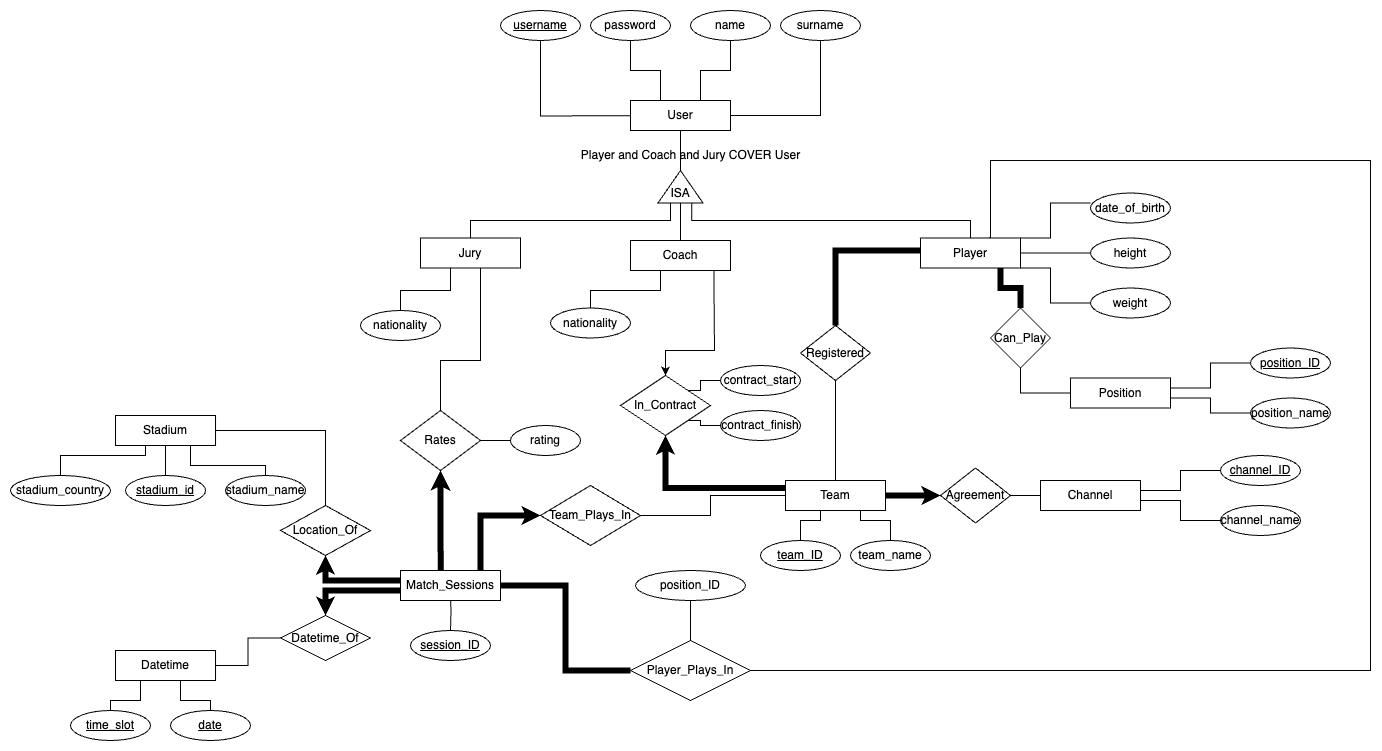 username
password
name
surname
User
Player and Coach and Jury COVER User
ISA
Jury
Coach
Player
date_of_birth
height
weight
nationality
nationality
Can_Play
Registered
Position
position_ID
position_name
contract_start
In_Contract
contract_finish
Stadium
Rates
rating
stadium_country
stadium_id
stadium_name
Team
Agreement
Channel
channel_ID
channel_name
Location_Of
Team_Plays_In
team_ID
team_name
Match_Sessions
position_ID
Datetime_Of
session_ID
Datetime
Player_Plays_In
time_slot
date